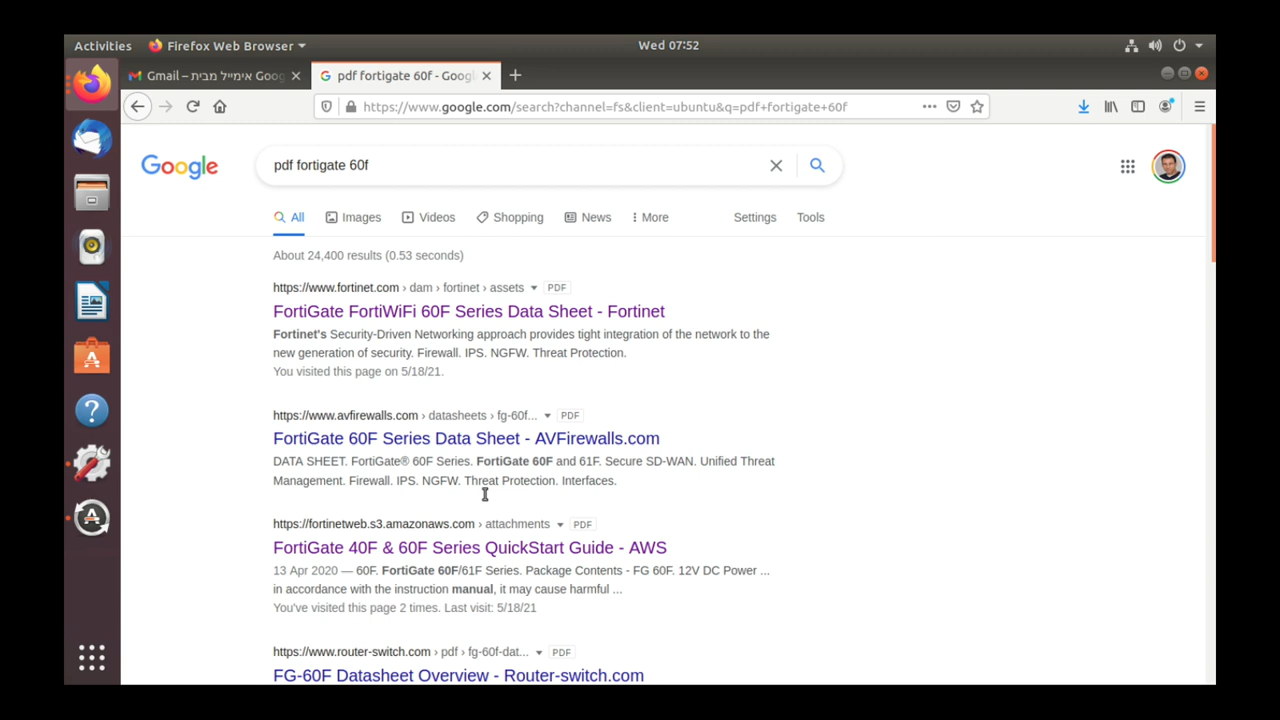 Activities Firefox Web Browser Wed 07:52
Gmail – אימייל מבית Goog pdf fortigate 60f - Googl
https://www.google.com/search?channel=fs&client=ubuntu&q=pdf+fortigate+60f
Google pdf fortigate 60f
All Images Videos Shopping News More Settings Tools
About 24,400 results (0.53 seconds)
https://www.fortinet.com › dam › fortinet › assets PDF
FortiGate FortiWiFi 60F Series Data Sheet - Fortinet
Fortinet's Security-Driven Networking approach provides tight integration of the network to the
new generation of security. Firewall. IPS. NGFW. Threat Protection.
You visited this page on 5/18/21.
https://www.avfirewalls.com › datasheets › fg-60f... PDF
FortiGate 60F Series Data Sheet - AVFirewalls.com
DATA SHEET. FortiGate® 60F Series. FortiGate 60F and 61F. Secure SD-WAN. Unified Threat
Management. Firewall. IPS. NGFW. Threat Protection. Interfaces.
https://fortinetweb.s3.amazonaws.com › attachments PDF
FortiGate 40F & 60F Series QuickStart Guide - AWS
13 Apr 2020 — 60F. FortiGate 60F/61F Series. Package Contents - FG 60F. 12V DC Power ...
in accordance with the instruction manual, it may cause harmful ...
You've visited this page 2 times. Last visit: 5/18/21
https://www.router-switch.com › pdf › fg-60f-dat... PDF
FG-60F Datasheet Overview - Router-switch.com